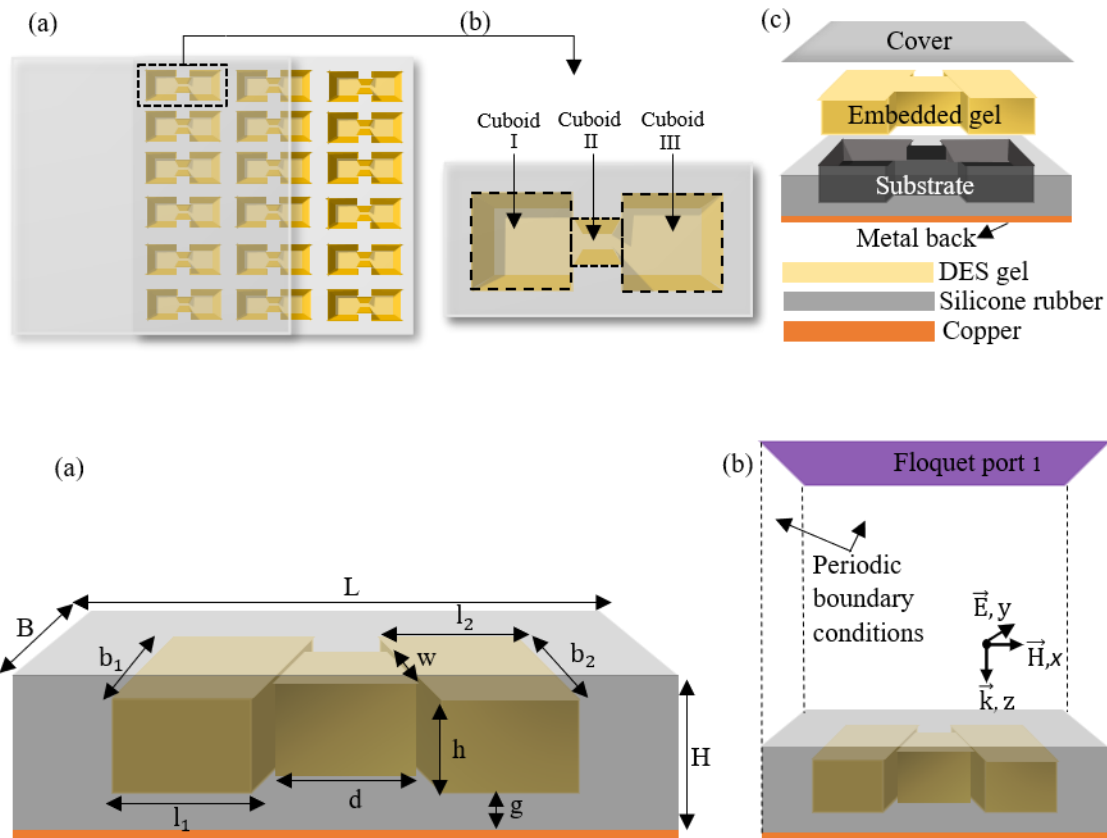 (a)
(b)
(c)
Cuboid
I
Cuboid
II
Cuboid
III
Cover
Embedded gel
Substrate
Metal back
DES gel
Silicone rubber
Copper
(a)
L
B
b₁
l₂
w
b₂
h
H
d
g
l₁
(b)
Floquet port 1
Periodic
boundary
conditions
E⃗, y
H⃗,x
k⃗, z